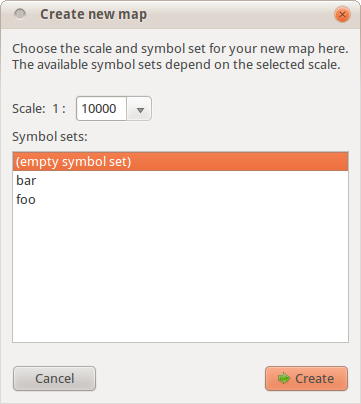 Create new map
Choose the scale and symbol set for your new map here.
The available symbol sets depend on the selected scale.
Scale: 1 : 10000
Symbol sets:
(empty symbol set)
bar
foo
Cancel Create